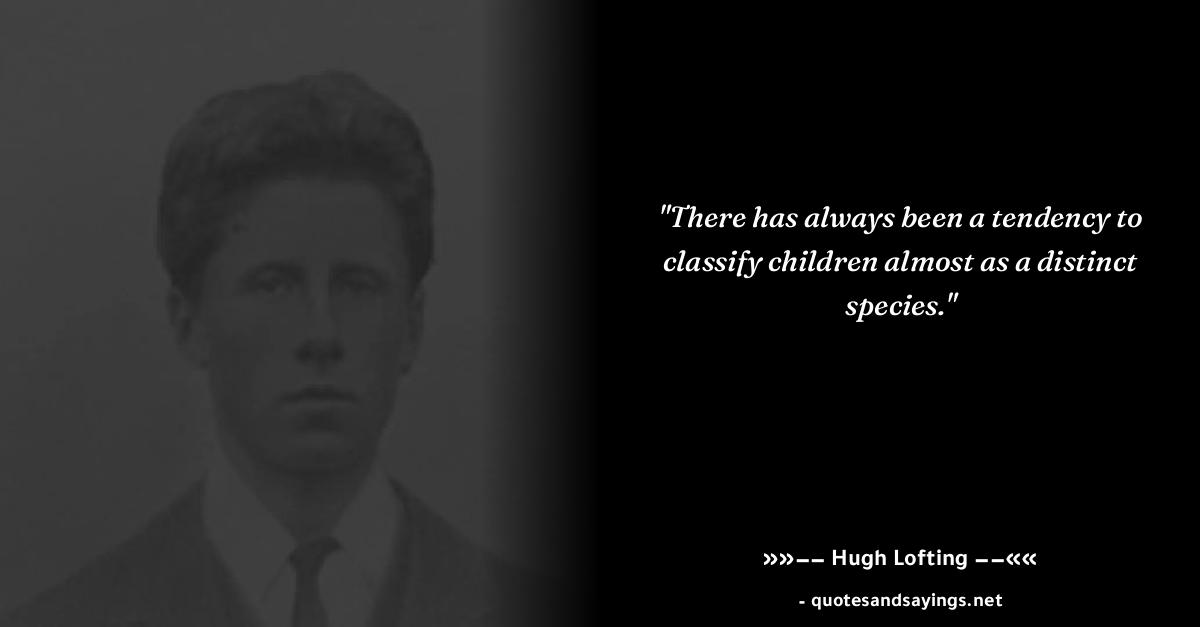 "There has always been a tendency to
classify children almost as a distinct
species."
»»–– Hugh Lofting ––««
- quotesandsayings.net